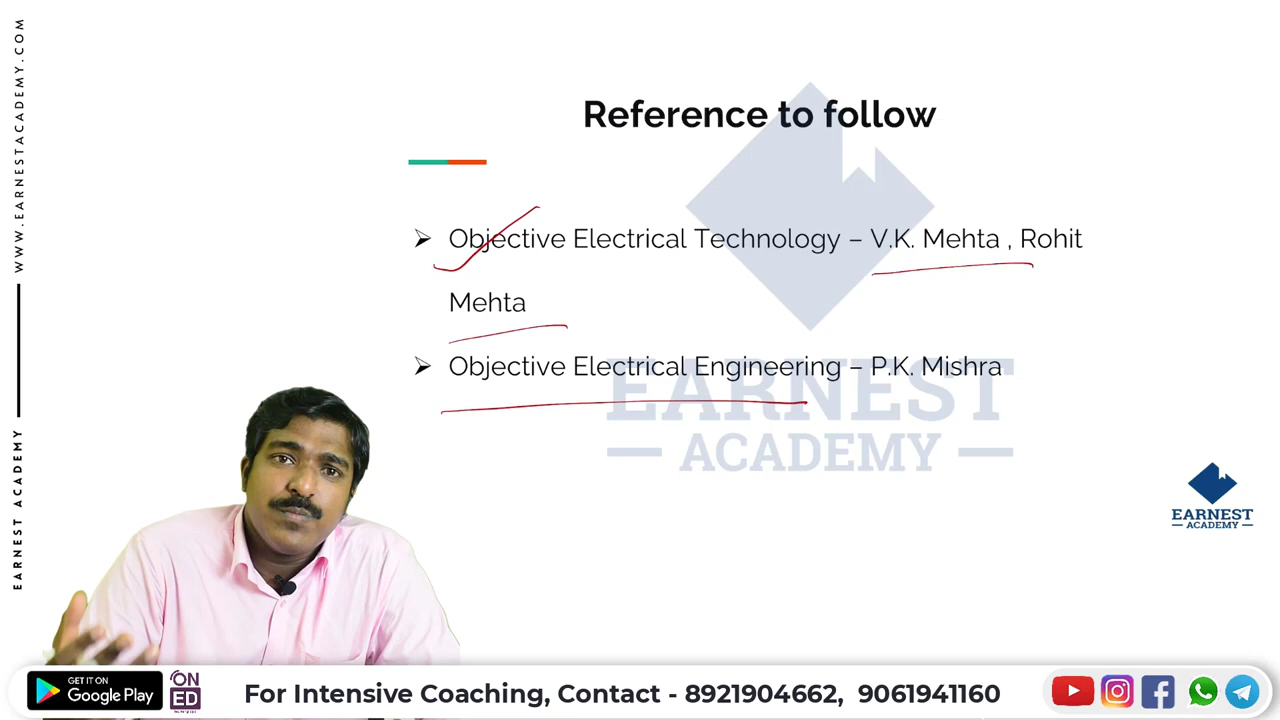 WWW.EARNESTACADEMY.COM
EARNEST ACADEMY
Reference to follow
➢ Objective Electrical Technology – V.K. Mehta , Rohit
Mehta
➢ Objective Electrical Engineering – P.K. Mishra
EARNEST
ACADEMY
EARNEST
ACADEMY
GET IT ON
Google Play
ON
ED
For Intensive Coaching, Contact - 8921904662, 9061941160